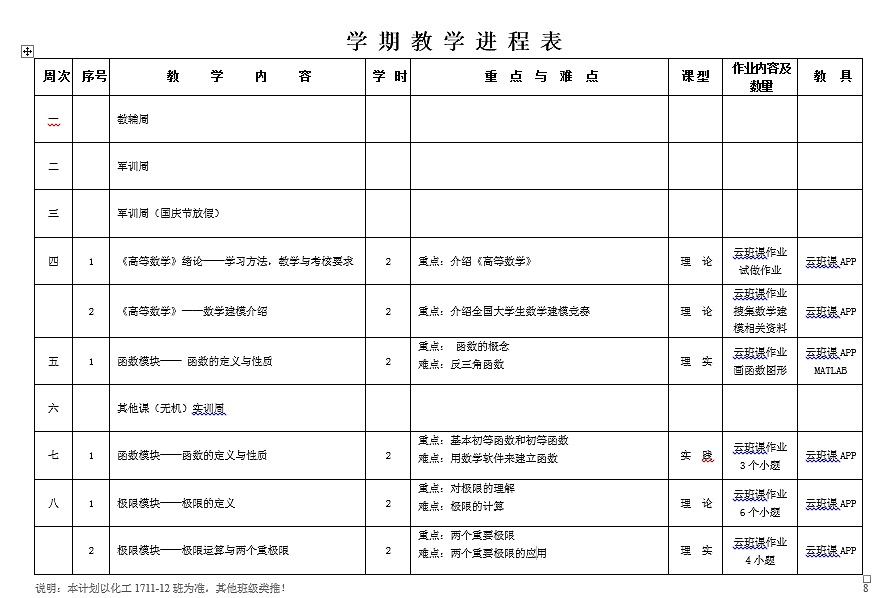 学 期 教 学 进 程 表
周次 序号 教 学 内 容 学 时 重 点 与 难 点 课型 作业内容及数量 教 具
一 教辅周
二 军训周
三 军训周（国庆节放假）
四 1 《高等数学》绪论——学习方法，教学与考核要求 2 重点：介绍《高等数学》 理 论 云班课作业 试做作业 云班课 APP
2 《高等数学》——数学建模介绍 2 重点：介绍全国大学生数学建模竞赛 理 论 云班课作业 搜集数学建模相关资料 云班课 APP
五 1 函数模块—— 函数的定义与性质 2 重点： 函数的概念 难点：反三角函数 理 实 云班课作业 画函数图形 云班课 APP MATLAB
六 其他课（无机）实训周
七 1 函数模块——函数的定义与性质 2 重点：基本初等函数和初等函数 难点：用数学软件来建立函数 实 践 云班课作业 3 个小题 云班课 APP
八 1 极限模块——极限的定义 2 重点：对极限的理解 难点：极限的计算 理 论 云班课作业 6 个小题 云班课 APP
2 极限模块——极限运算与两个重极限 2 重点：两个重要极限 难点：两个重要极限的应用 理 实 云班课作业 4 小题 云班课 APP
说明：本计划以化工 1711-12 班为准，其他班级类推！ 8